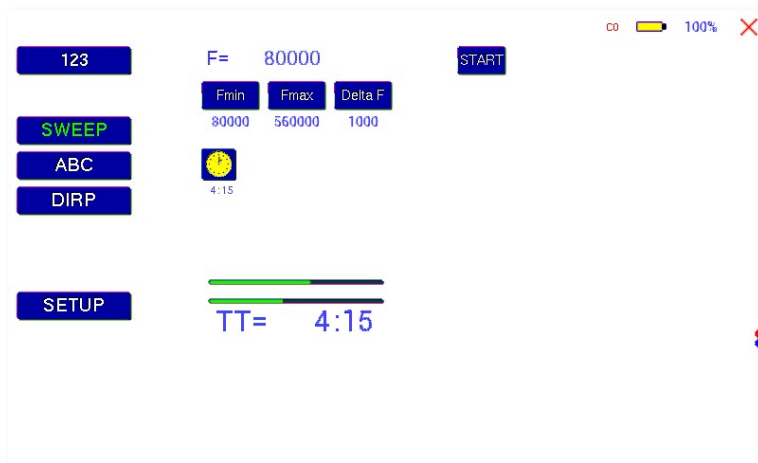 C0 100%
123 F= 80000 START
Fmin Fmax Delta F
80000 560000 1000
SWEEP
ABC
4:15
DIRP
SETUP
TT= 4:15